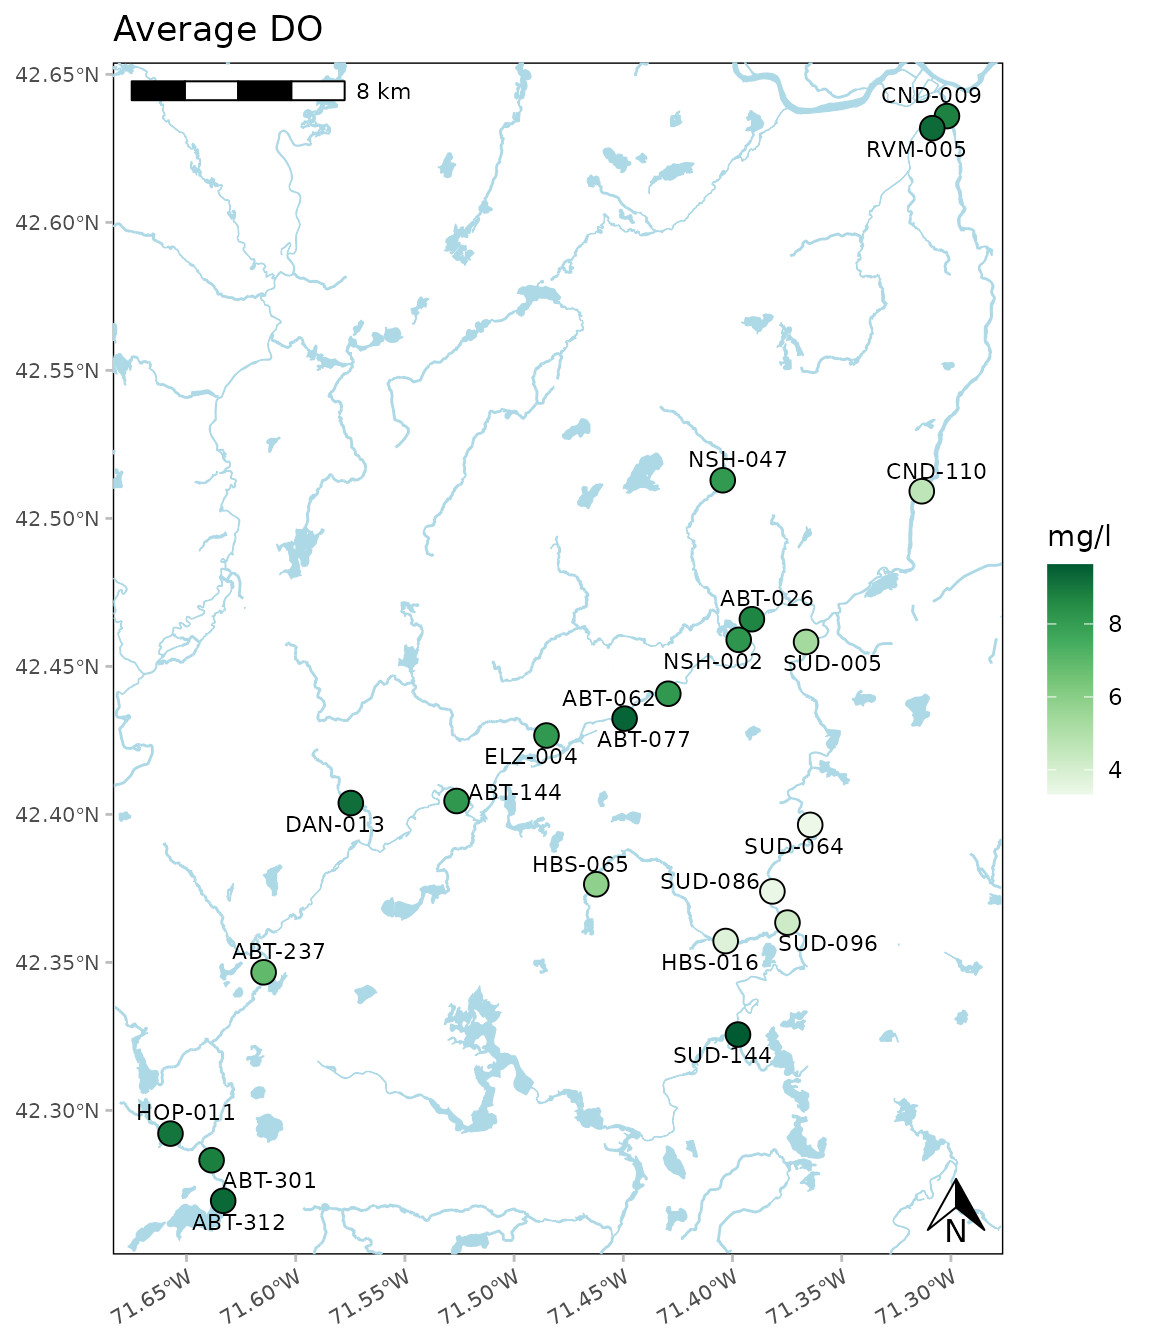 Average DO
42.65°N
42.60°N
42.55°N
42.50°N
42.45°N
42.40°N
42.35°N
42.30°N
8 km
CND-009
RVM-005
NSH-047
CND-110
ABT-026
NSH-002
SUD-005
ABT-062
ABT-077
ELZ-004
ABT-144
DAN-013
SUD-064
HBS-065
SUD-086
SUD-096
HBS-016
ABT-237
SUD-144
HOP-011
ABT-301
ABT-312
N
71.65°W
71.60°W
71.55°W
71.50°W
71.45°W
71.40°W
71.35°W
71.30°W
mg/l
8
6
4